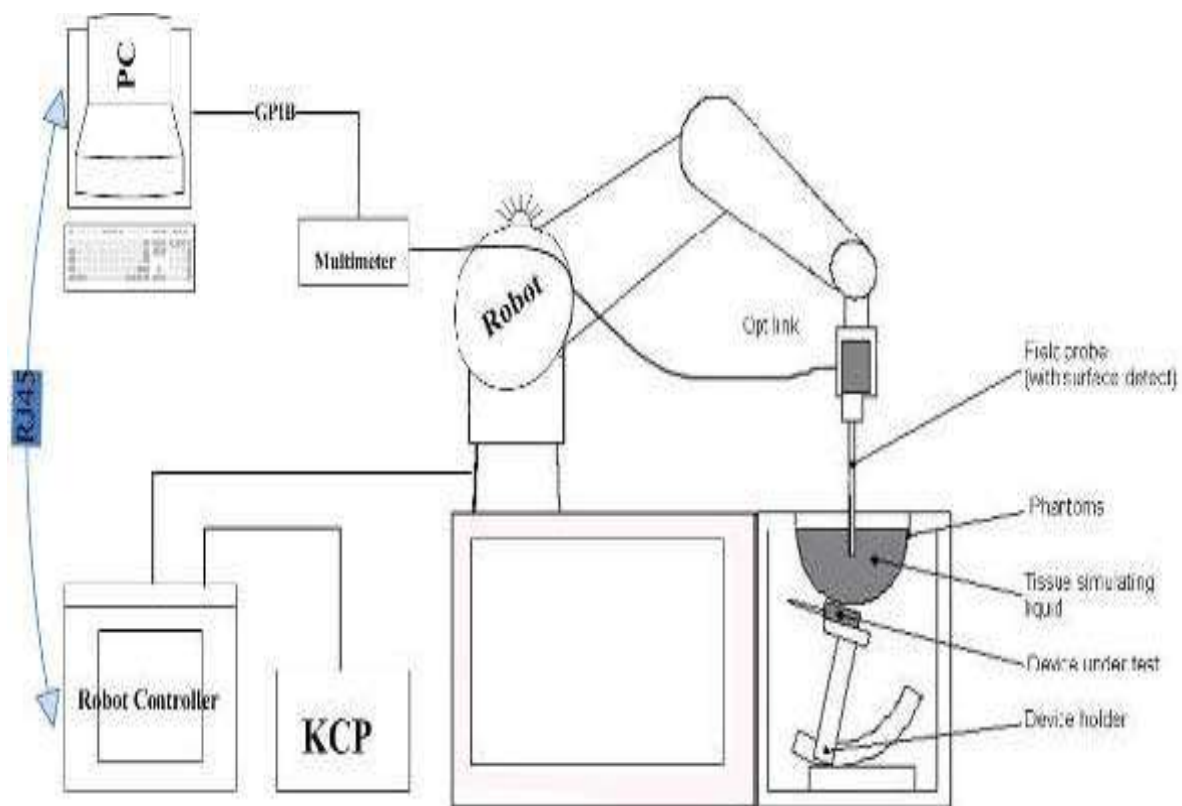 PC
GPIB
Multimeter
Robot
Opt link
Field probe
(with surface detect)
RJ45
Phantoms
Tissue simulating
liquid
Device under test
Robot Controller
KCP
Device holder